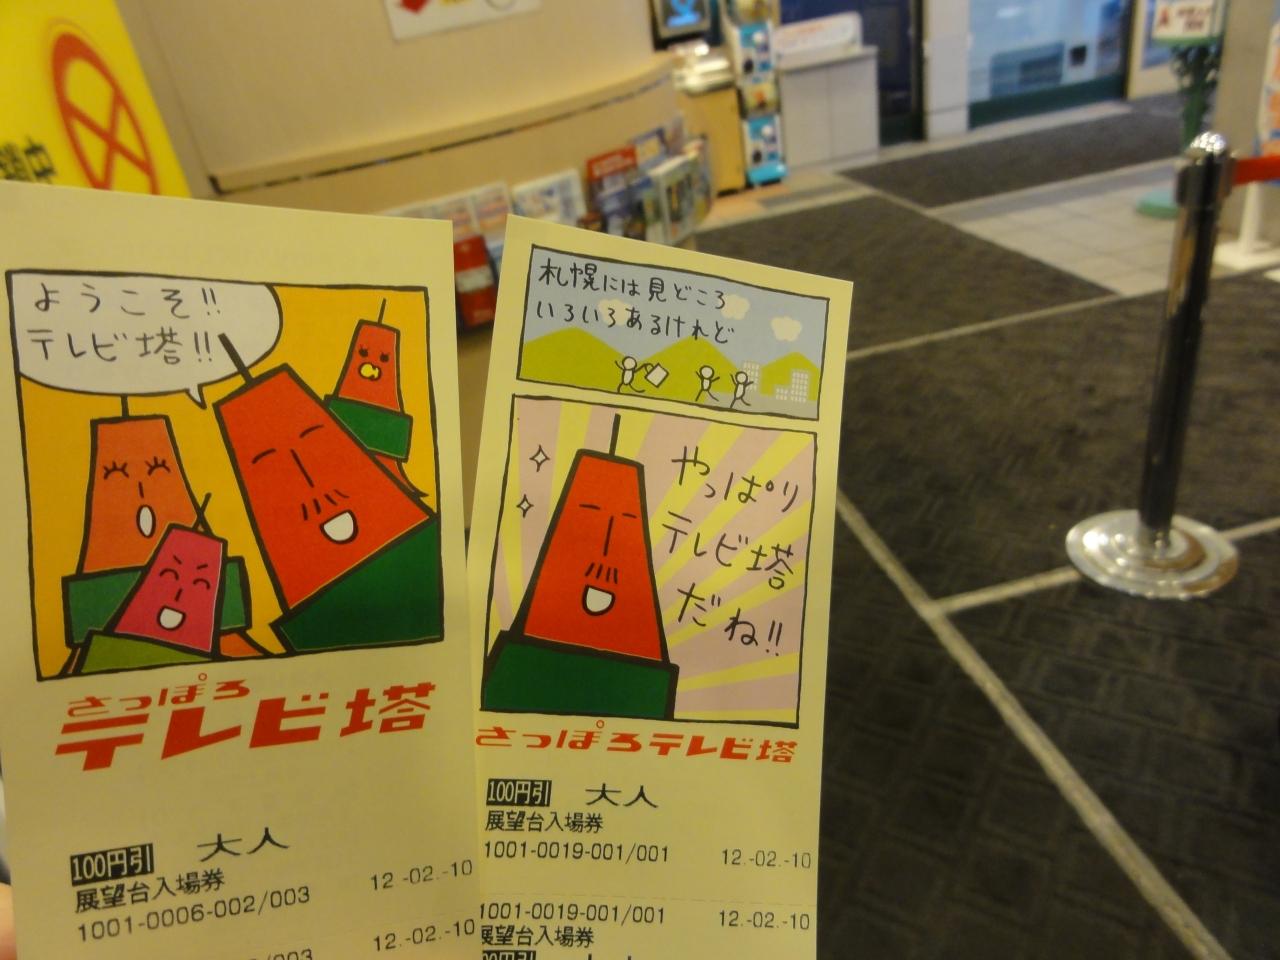 ようこそ!!
テレビ塔!!
さっぽろ
テレビ塔
100円引 大人
展望台入場券
1001-0006-002/003 12.-02.-10
12.-02.-10
札幌には見どころ
いろいろあるけれど
やっぱり
テレビ塔
だね!!
さっぽろテレビ塔
100円引 大人
展望台入場券
1001-0019-001/001 12.-02.-10
1001-0019-001/001 12.-02.-10
展望台入場券